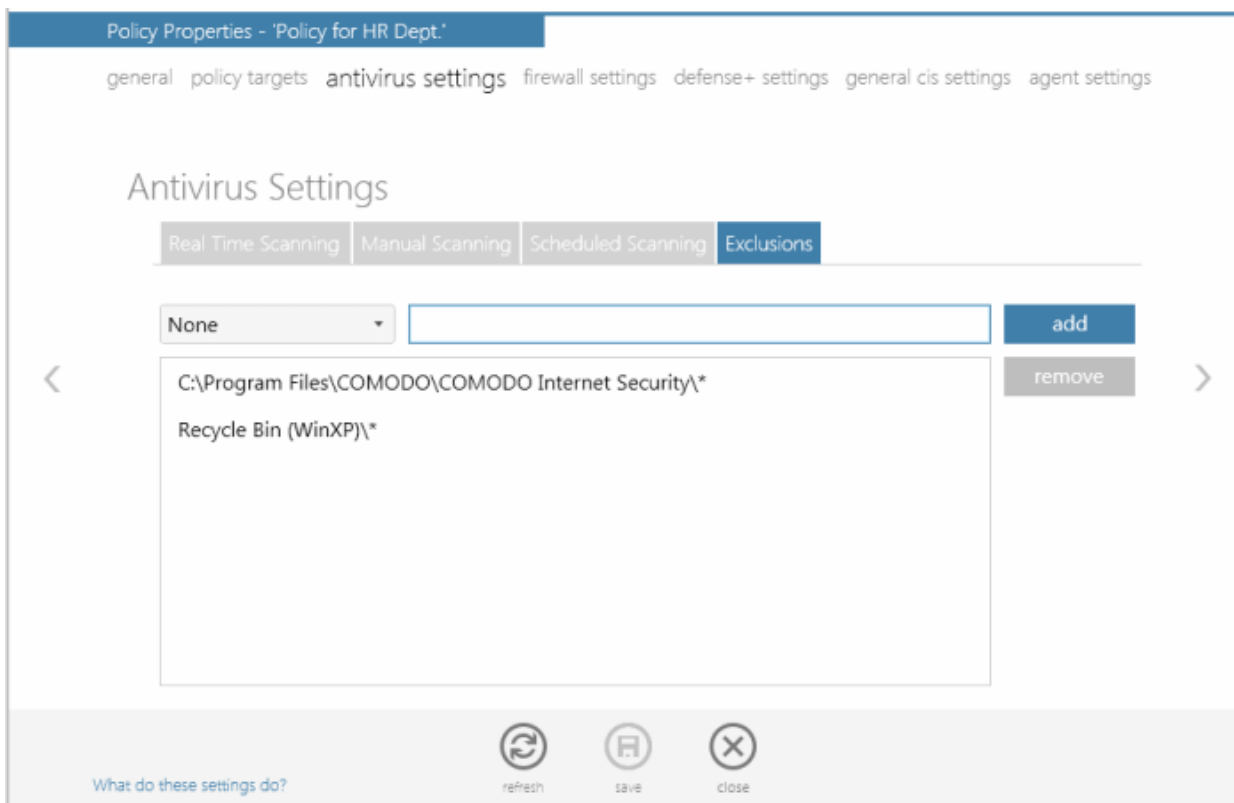 Policy Properties - 'Policy for HR Dept.'
general policy targets antivirus settings firewall settings defense+ settings general cis settings agent settings
Antivirus Settings
Real Time Scanning Manual Scanning Scheduled Scanning Exclusions
None add
C:\Program Files\COMODO\COMODO Internet Security\* remove
Recycle Bin (WinXP)\*
refresh save close
What do these settings do?